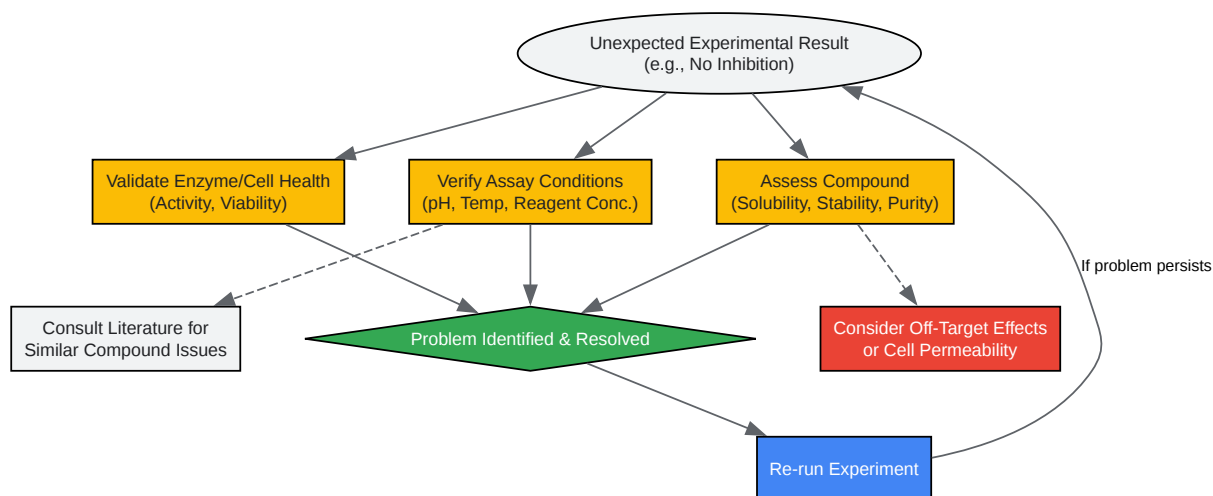 Unexpected Experimental Result
(e.g., No Inhibition)
Validate Enzyme/Cell Health
(Activity, Viability)
Verify Assay Conditions
(pH, Temp, Reagent Conc.)
Assess Compound
(Solubility, Stability, Purity)
If problem persists
Consult Literature for
Similar Compound Issues
Problem Identified & Resolved
Consider Off-Target Effects
or Cell Permeability
Re-run Experiment